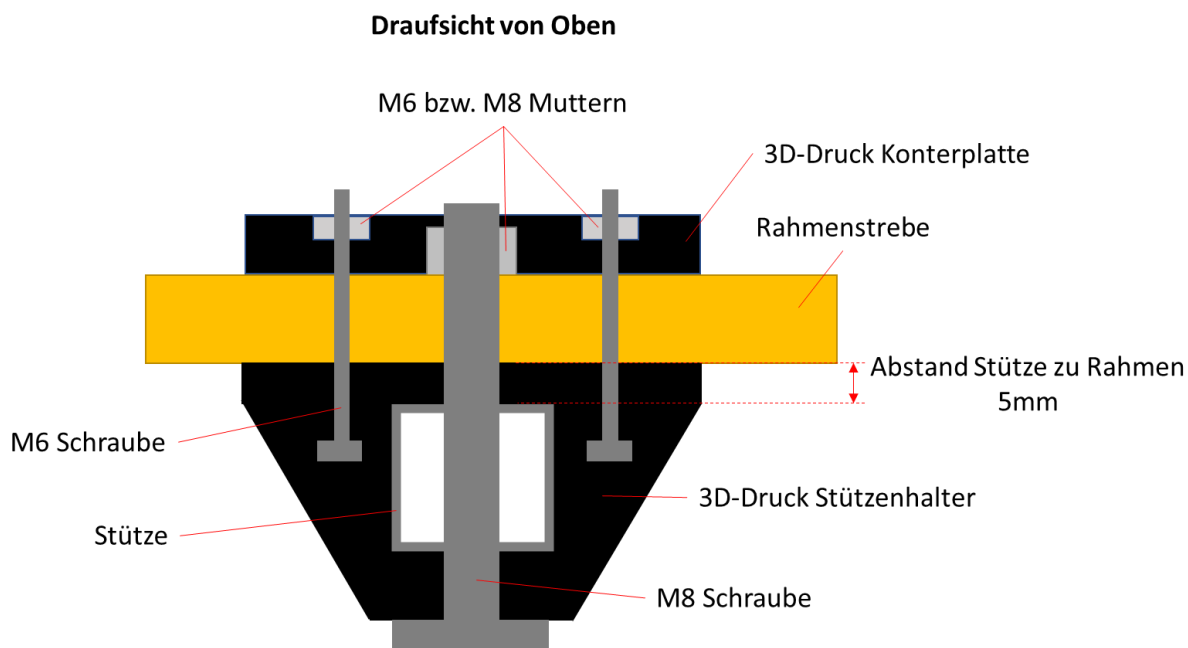 Draufsicht von Oben
M6 bzw. M8 Muttern
3D-Druck Konterplatte
Rahmenstrebe
Abstand Stütze zu Rahmen
5mm
M6 Schraube
3D-Druck Stützenhalter
Stütze
M8 Schraube